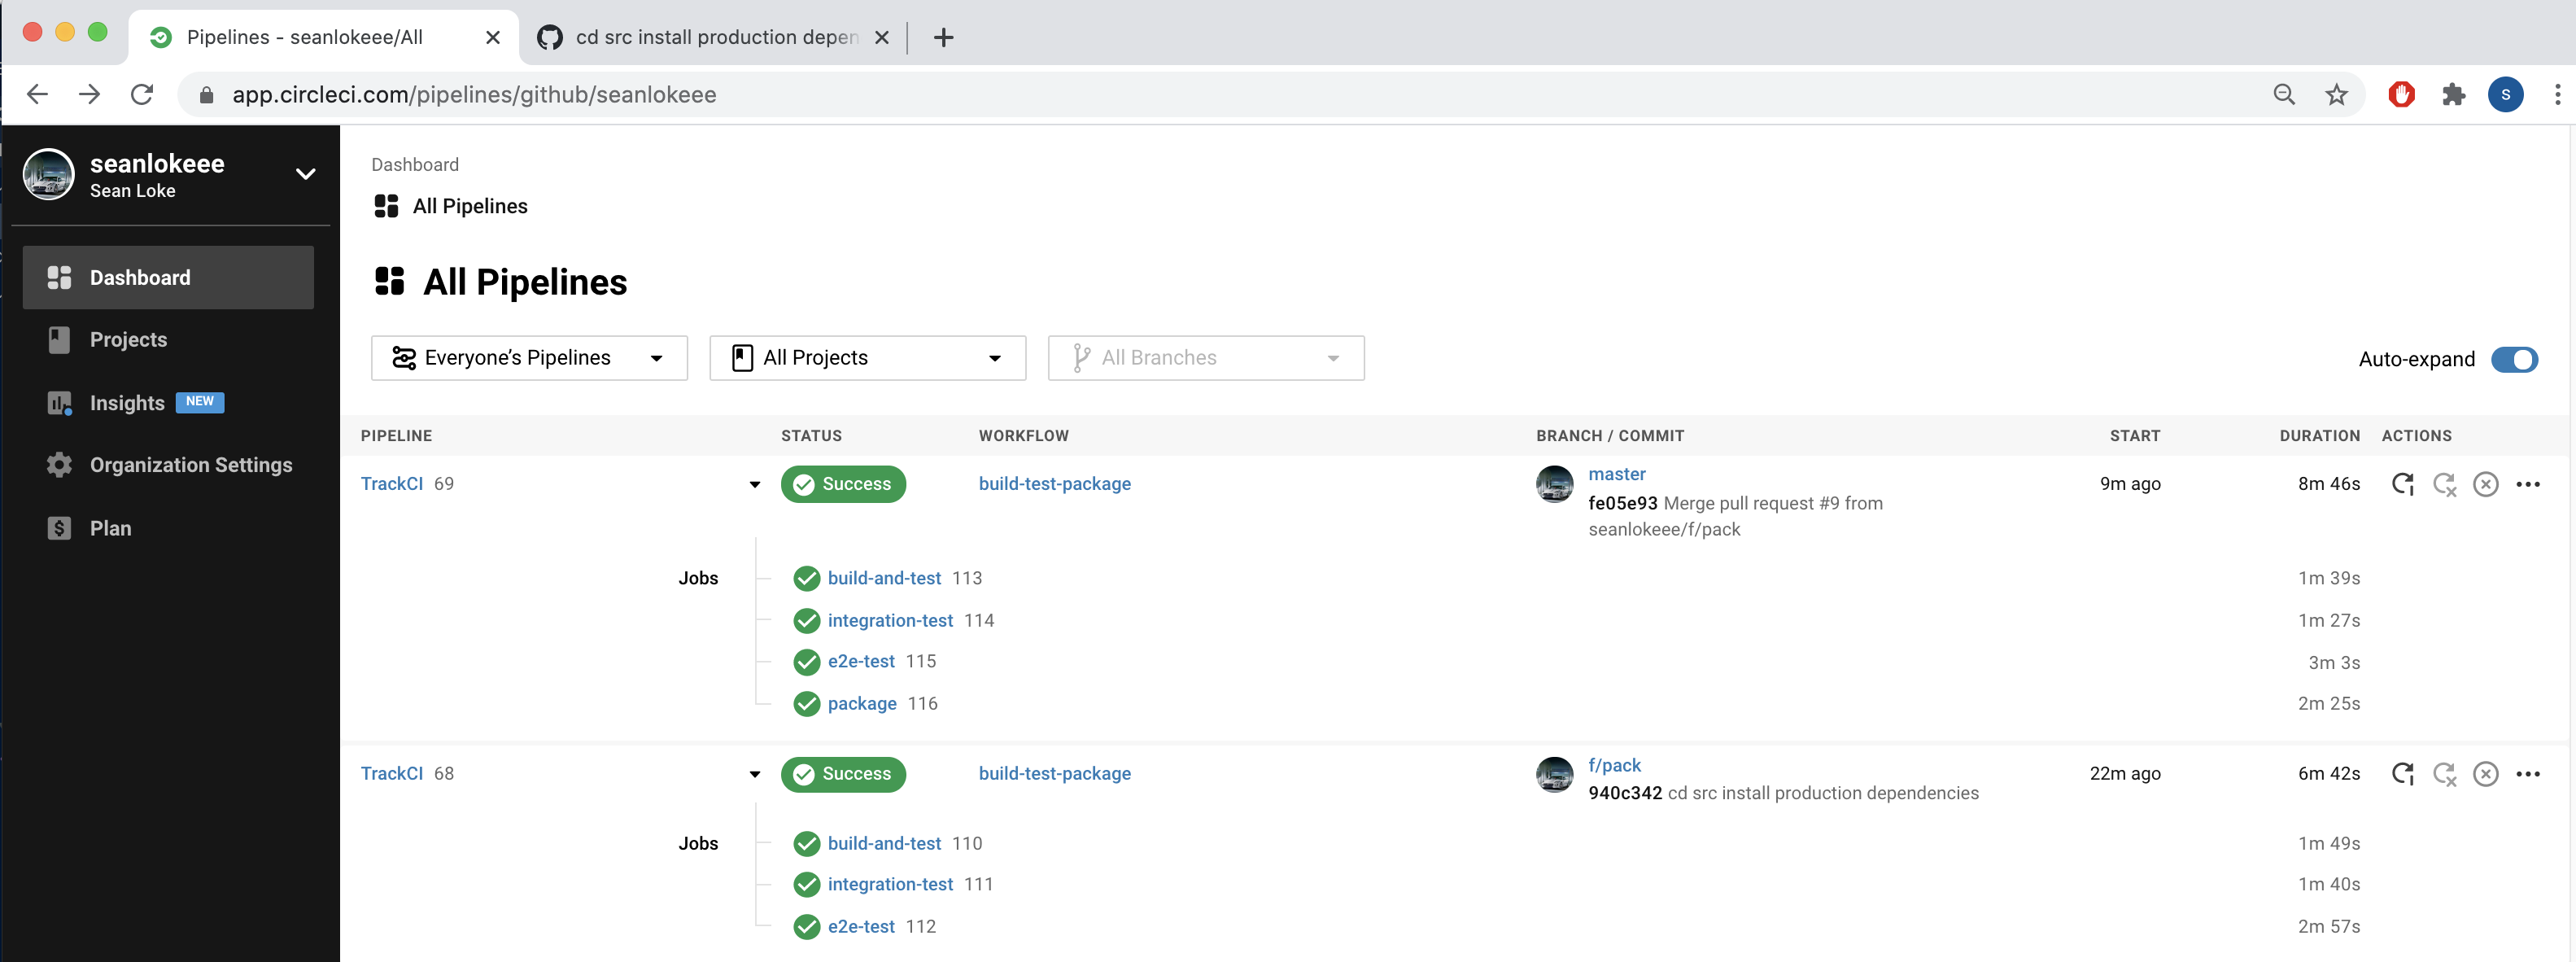 Pipelines - seanlokeee/All
cd src install production depen
app.circleci.com/pipelines/github/seanlokeee
S
seanlokeee
Sean Loke
Dashboard
Projects
Insights NEW
Organization Settings
Plan
Dashboard
All Pipelines
All Pipelines
Everyone’s Pipelines
All Projects
All Branches
Auto-expand
PIPELINE STATUS WORKFLOW BRANCH / COMMIT START DURATION ACTIONS
TrackCI 69 Success build-test-package master 9m ago 8m 46s
fe05e93 Merge pull request #9 from
seanlokeee/f/pack
Jobs build-and-test 113 1m 39s
integration-test 114 1m 27s
e2e-test 115 3m 3s
package 116 2m 25s
TrackCI 68 Success build-test-package f/pack 22m ago 6m 42s
940c342 cd src install production dependencies
Jobs build-and-test 110 1m 49s
integration-test 111 1m 40s
e2e-test 112 2m 57s